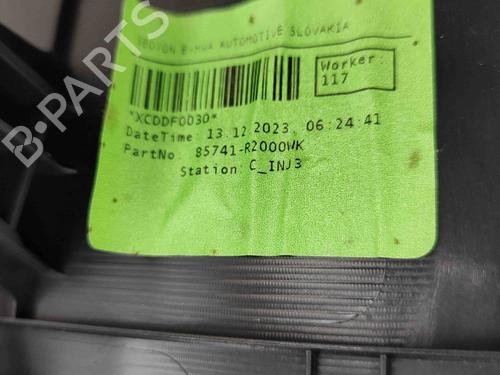 E-HWA AUTOMOTIVE SLOVAKIA
Worker:
117
*XCDDF0030*
DateTime: 13.12.2023, 06:24:41
PartNo: 85741-R2000WK
Station C_INJ3
B-PARTS